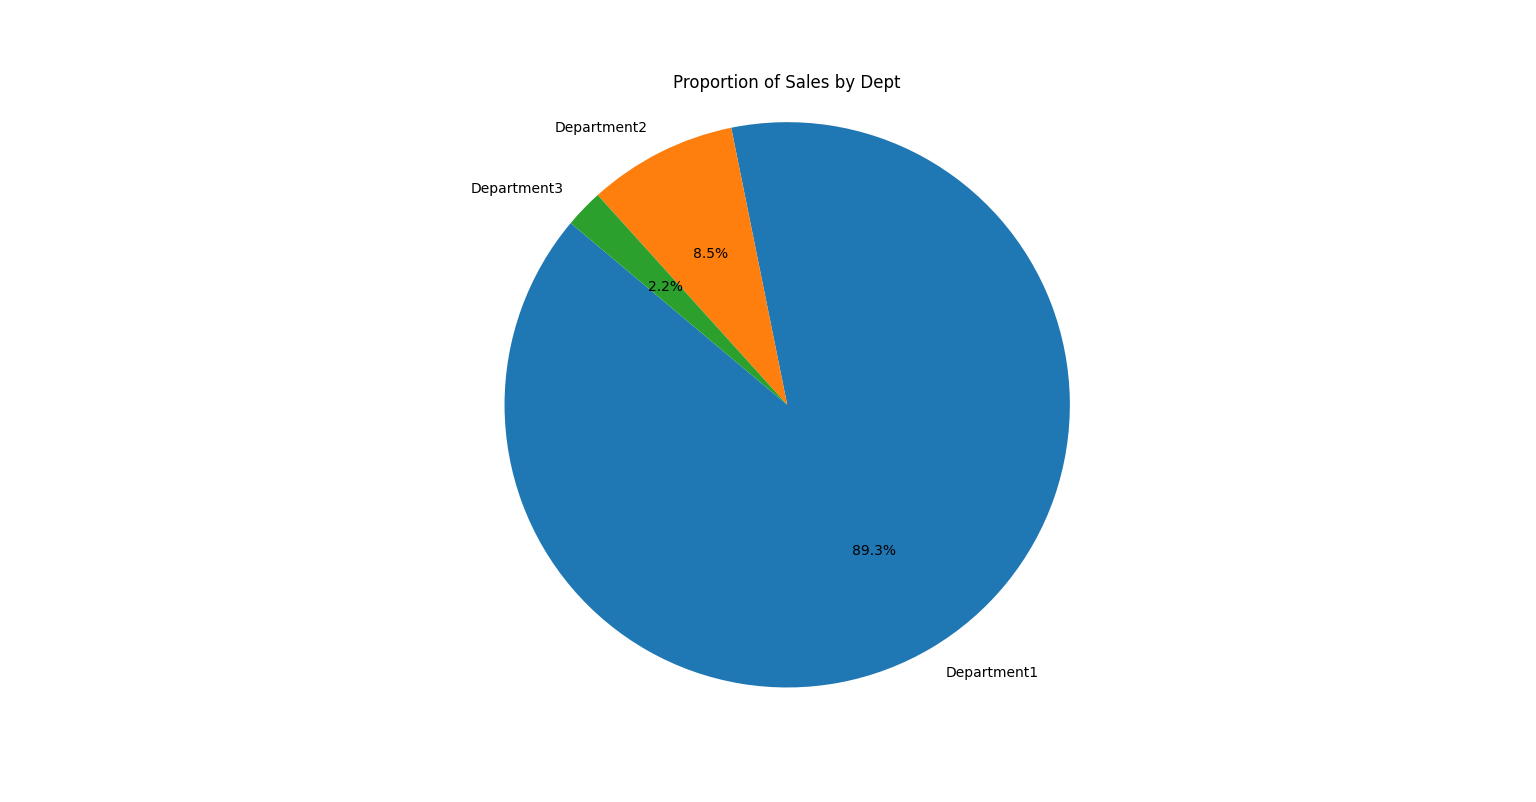 Proportion of Sales by Dept
Department2
Department3
8.5%
2.2%
89.3%
Department1